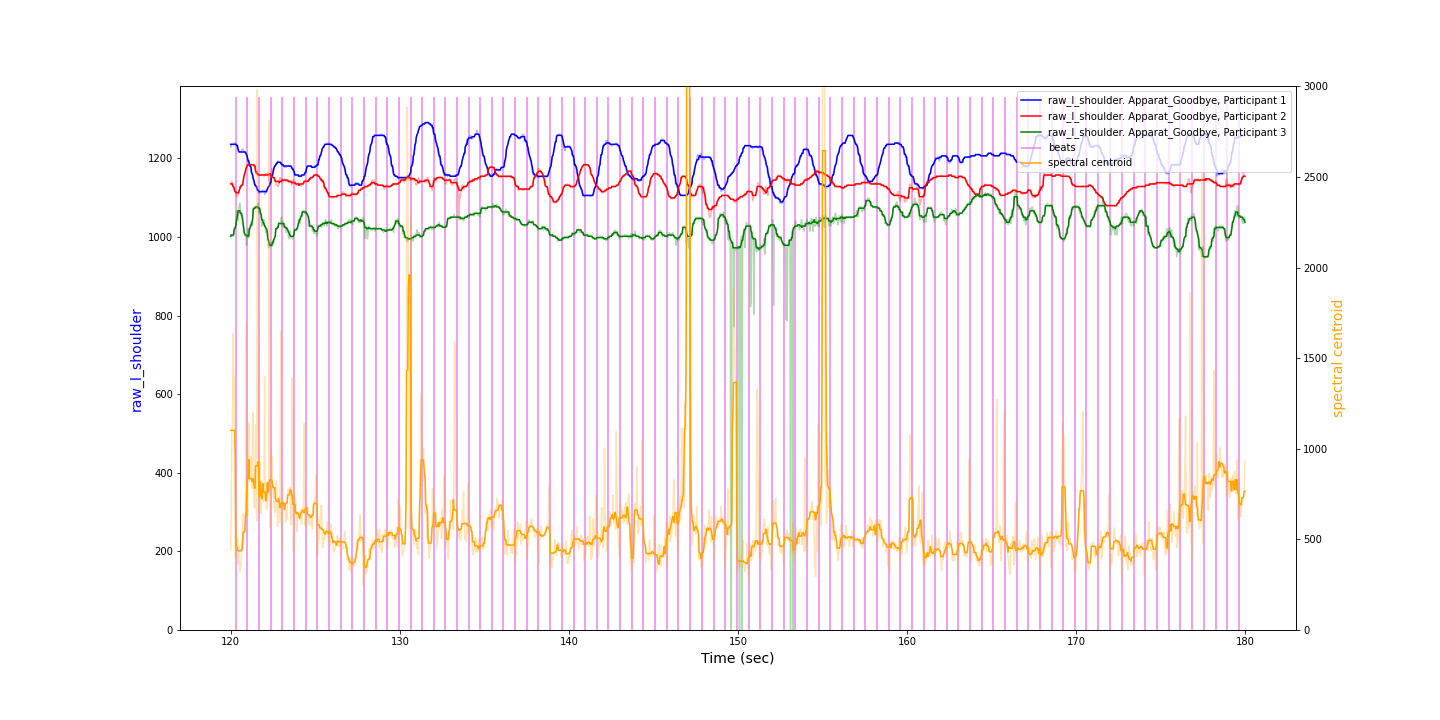 raw_l_shoulder. Apparat_Goodbye, Participant 1
raw_l_shoulder. Apparat_Goodbye, Participant 2
raw_l_shoulder. Apparat_Goodbye, Participant 3
beats
spectral centroid
raw_l_shoulder
1200
1000
800
600
400
200
0
3000
2500
2000
1500
1000
500
0
spectral centroid
120
130
140
150
160
170
180
Time (sec)